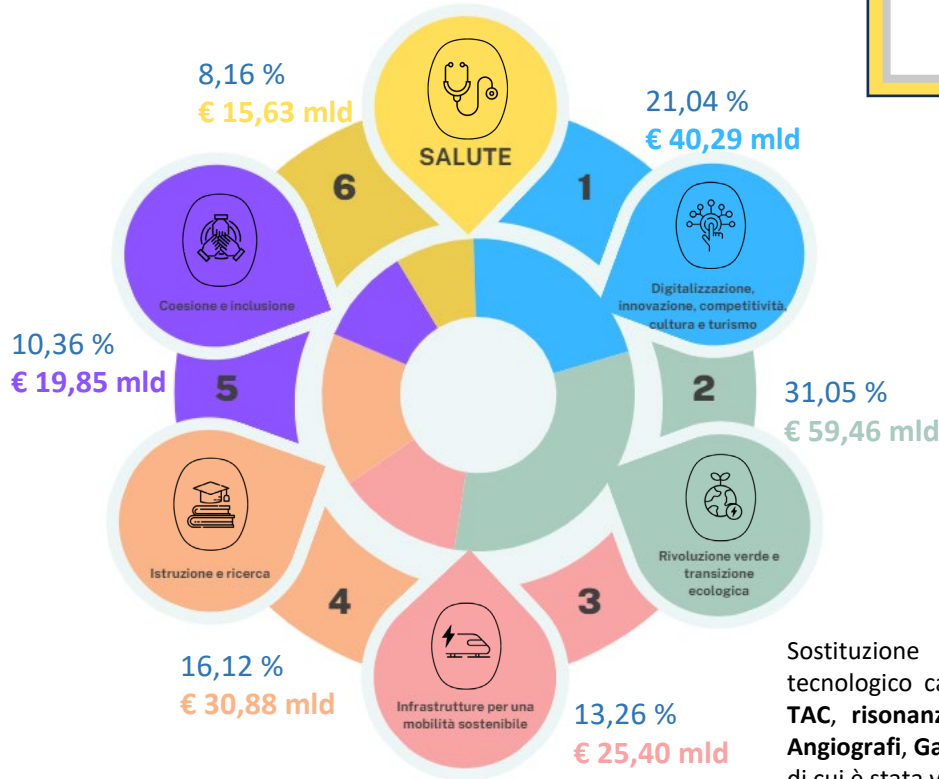 8,16 %
€ 15,63 mld
SALUTE
21,04 %
€ 40,29 mld
6
1
Coesione e inclusione
Digitalizzazione,
innovazione, competitività,
cultura e turismo
10,36 %
€ 19,85 mld
5
2
31,05 %
€ 59,46 mld
Istruzione e ricerca
Rivoluzione verde e
transizione
ecologica
4
3
16,12 %
€ 30,88 mld
Infrastrutture per una
mobilità sostenibile
13,26 %
€ 25,40 mld
Sostituzione
tecnologico
TAC,
Angiografi,
di cui è stata